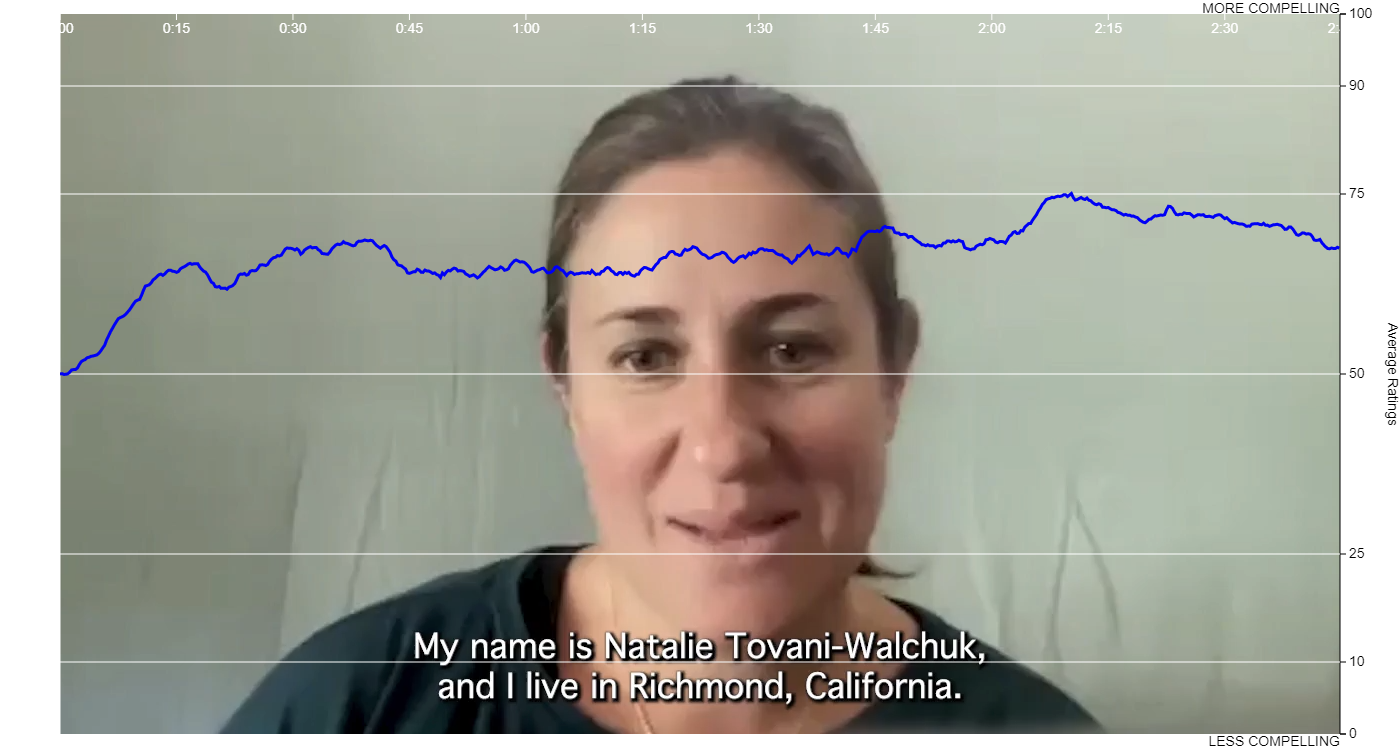 MORE COMPELLING
100
:00 0:15 0:30 0:45 1:00 1:15 1:30 1:45 2:00 2:15 2:30 2:
90
75
50
Average Ratings
25
My name is Natalie Tovani-Walchuk,
10
and I live in Richmond, California.
0
LESS COMPELLING